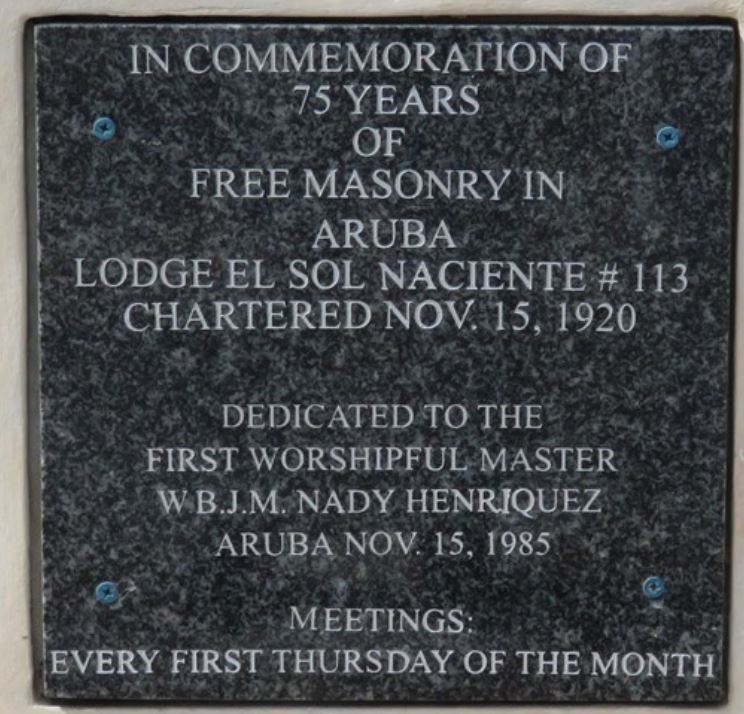 IN COMMEMORATION OF
75 YEARS
OF
FREE MASONRY IN
ARUBA
LODGE EL SOL NACIENTE # 113
CHARTERED NOV. 15, 1920
DEDICATED TO THE
FIRST WORSHIPFUL MASTER
W B.J.M. NADY HENRIQUEZ
ARUBA NOV. 15, 1985
MEETINGS:
EVERY FIRST THURSDAY OF THE MONTH